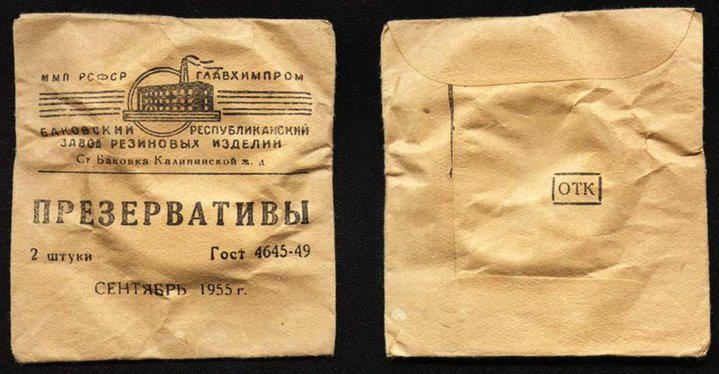 ММП РСФСР ГЛАВХИМПРОМ
БАКОВСКИЙ РЕСПУБЛИКАНСКИЙ
ЗАВОД РЕЗИНОВЫХ ИЗДЕЛИЙ
Ст Баковка Калининской ж. д
ПРЕЗЕРВАТИВЫ
2 штуки Гост 4645-49
СЕНТЯБРЬ 1955 г.
ОТК